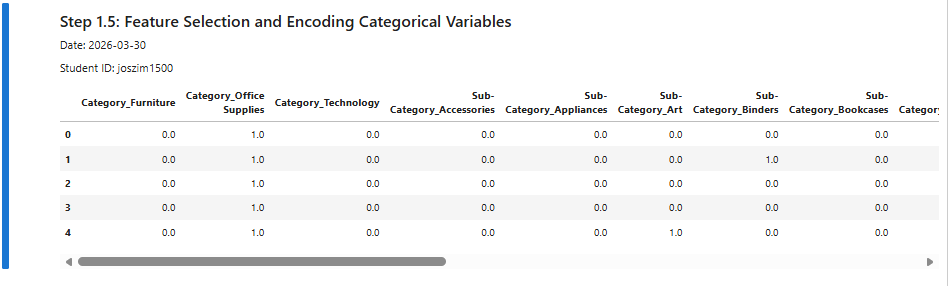 Step 1.5: Feature Selection and Encoding Categorical Variables
Date: 2026-03-30
Student ID: joszim1500
Category_Furniture Category_Office Supplies Category_Technology Sub-Category_Accessories Sub-Category_Appliances Sub-Category_Art Sub-Category_Binders Sub-Category_Bookcases Category
0 0.0 1.0 0.0 0.0 0.0 0.0 0.0 0.0
1 0.0 1.0 0.0 0.0 0.0 0.0 1.0 0.0
2 0.0 1.0 0.0 0.0 0.0 0.0 0.0 0.0
3 0.0 1.0 0.0 0.0 0.0 0.0 0.0 0.0
4 0.0 1.0 0.0 0.0 0.0 1.0 0.0 0.0